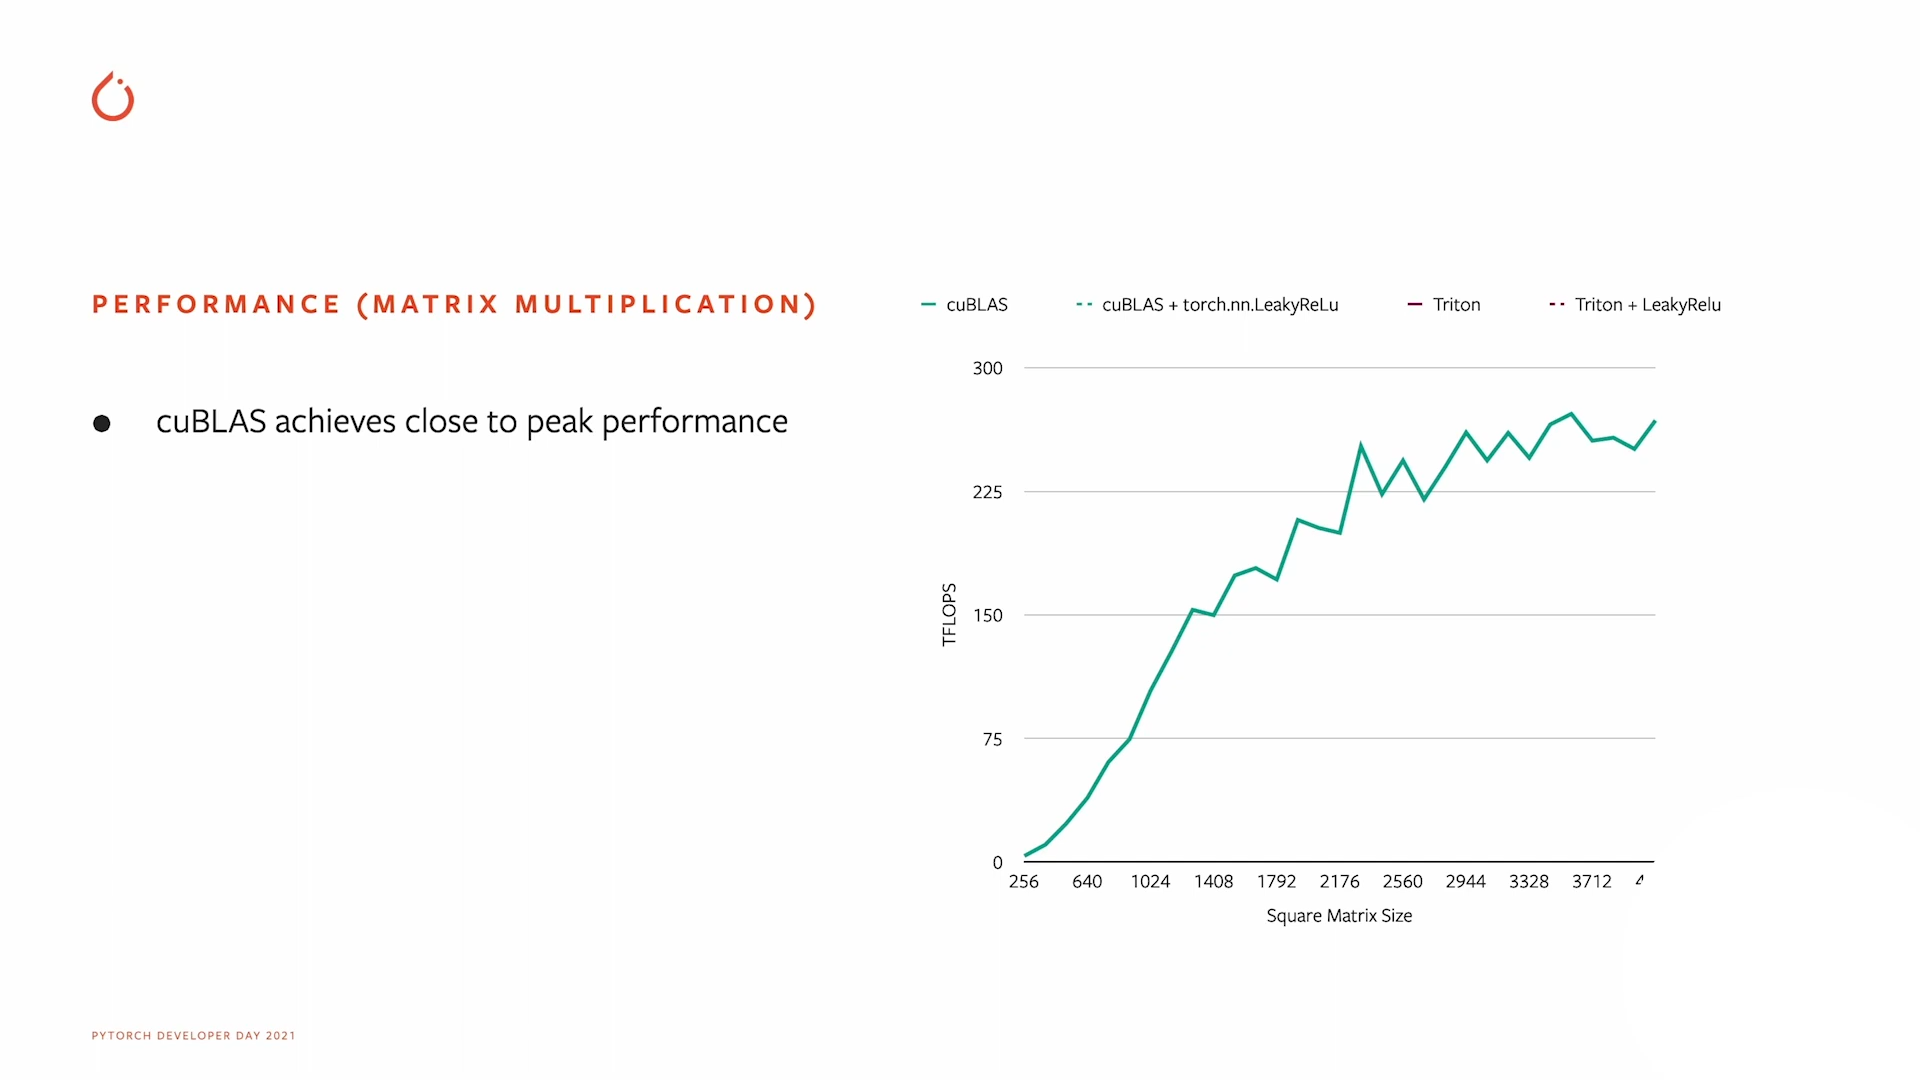 PERFORMANCE (MATRIX MULTIPLICATION)
● cuBLAS achieves close to peak performance
cuBLAS
cuBLAS + torch.nn.LeakyReLu
Triton
Triton + LeakyRelu
300
225
150
75
0
TFLOPS
256 640 1024 1408 1792 2176 2560 2944 3328 3712
Square Matrix Size
PYTORCH DEVELOPER DAY 2021